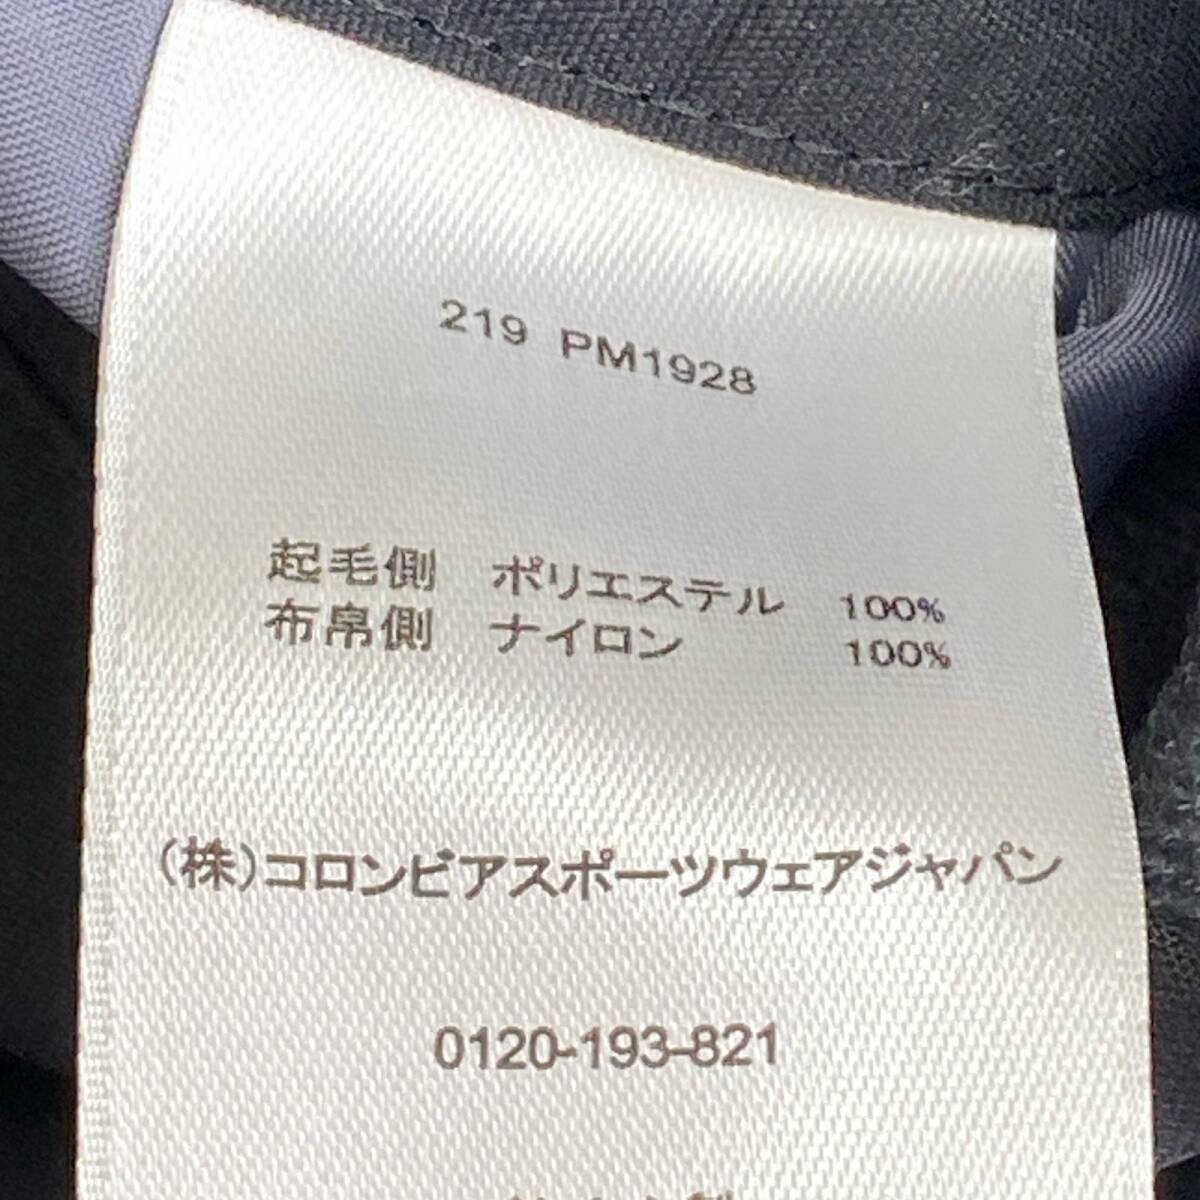 219 PM1928
起毛側 ポリエステル 100%
布帛側 ナイロン 100%
(株)コロンビアスポーツウェアジャパン
0120-193-821